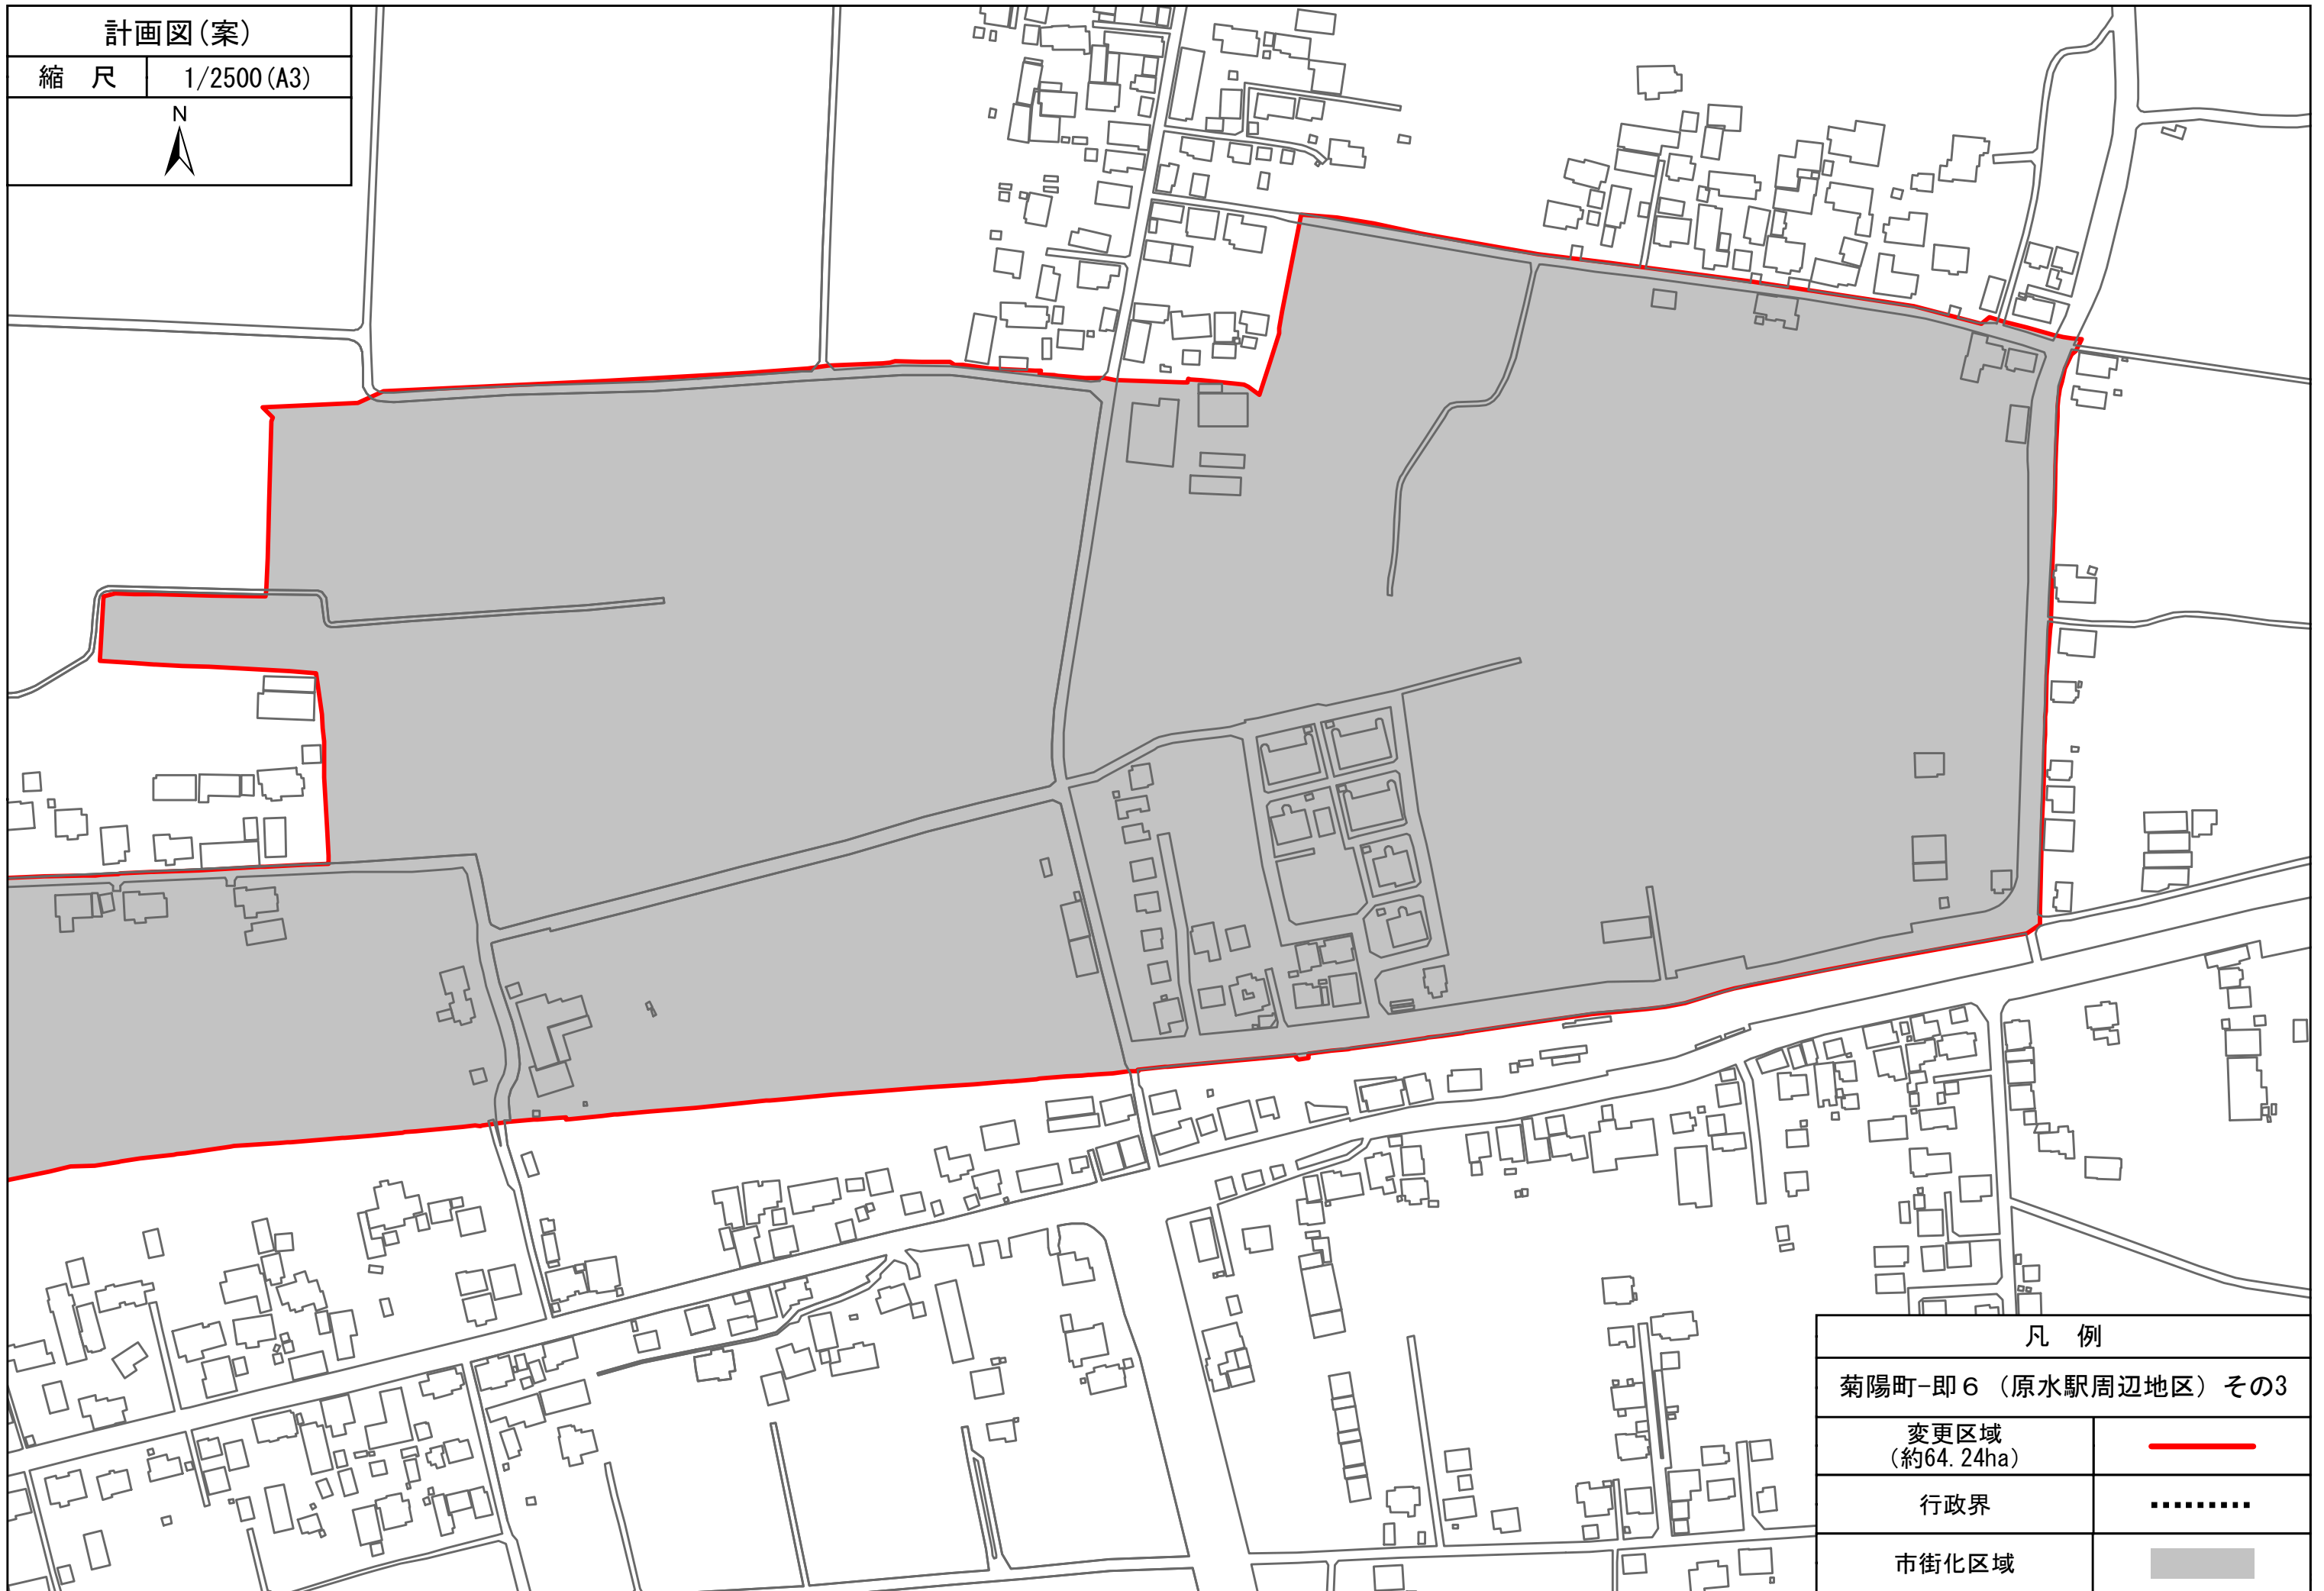 計画図(案)
縮 尺 1/2500(A3)
N
凡 例
菊陽町-即６（原水駅周辺地区）その3
変更区域
(約64.24ha)
行政界
市街化区域